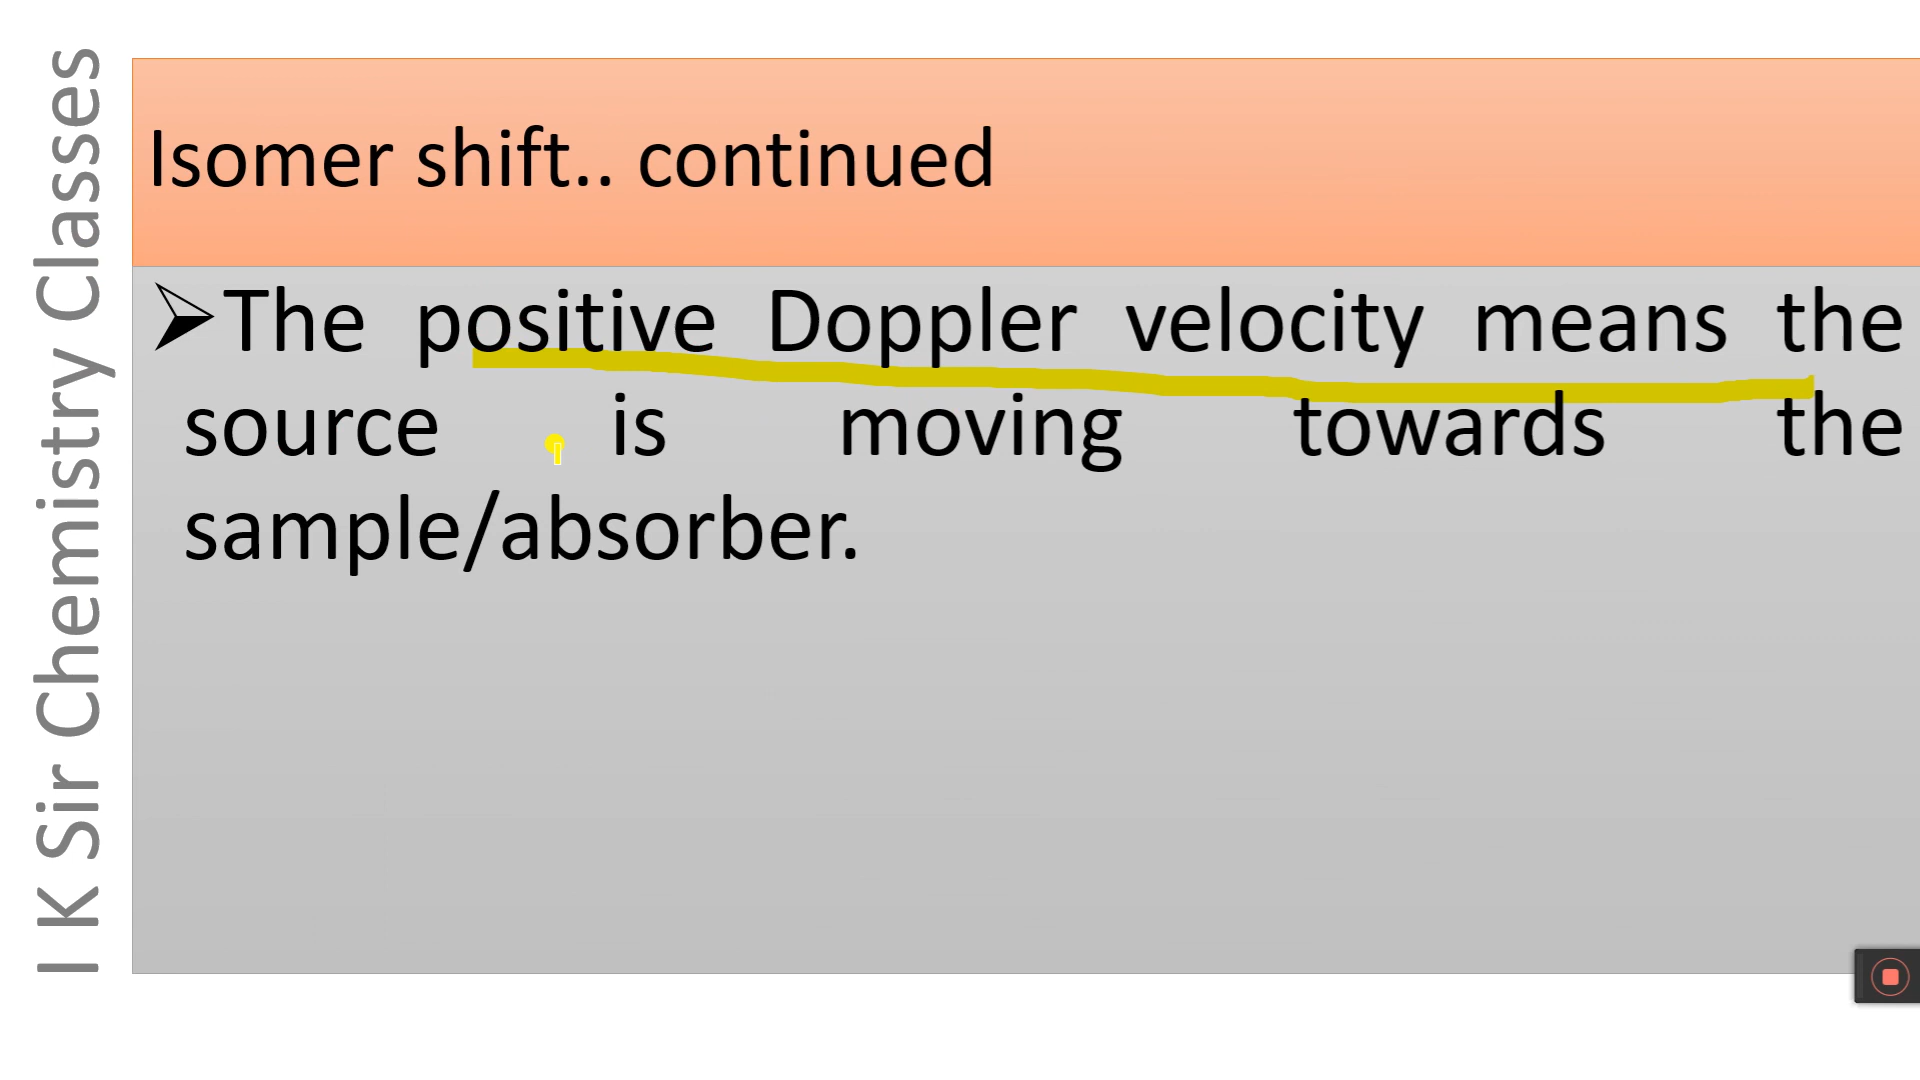 I K Sir Chemistry Classes
Isomer shift.. continued
The positive Doppler velocity means the
source is moving towards the
sample/absorber.